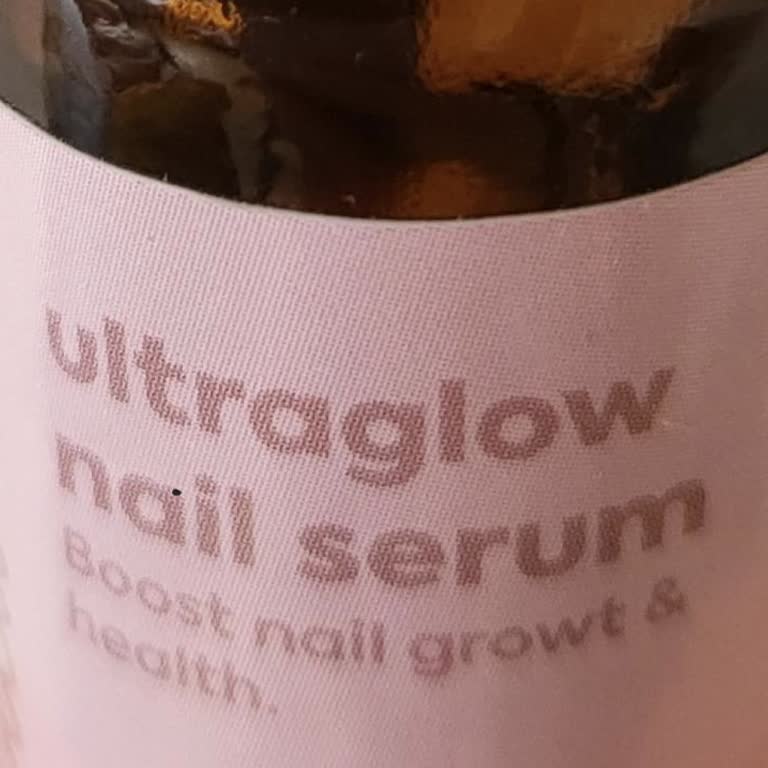 ultraglow
nail serum
Boost nail growt &
health.